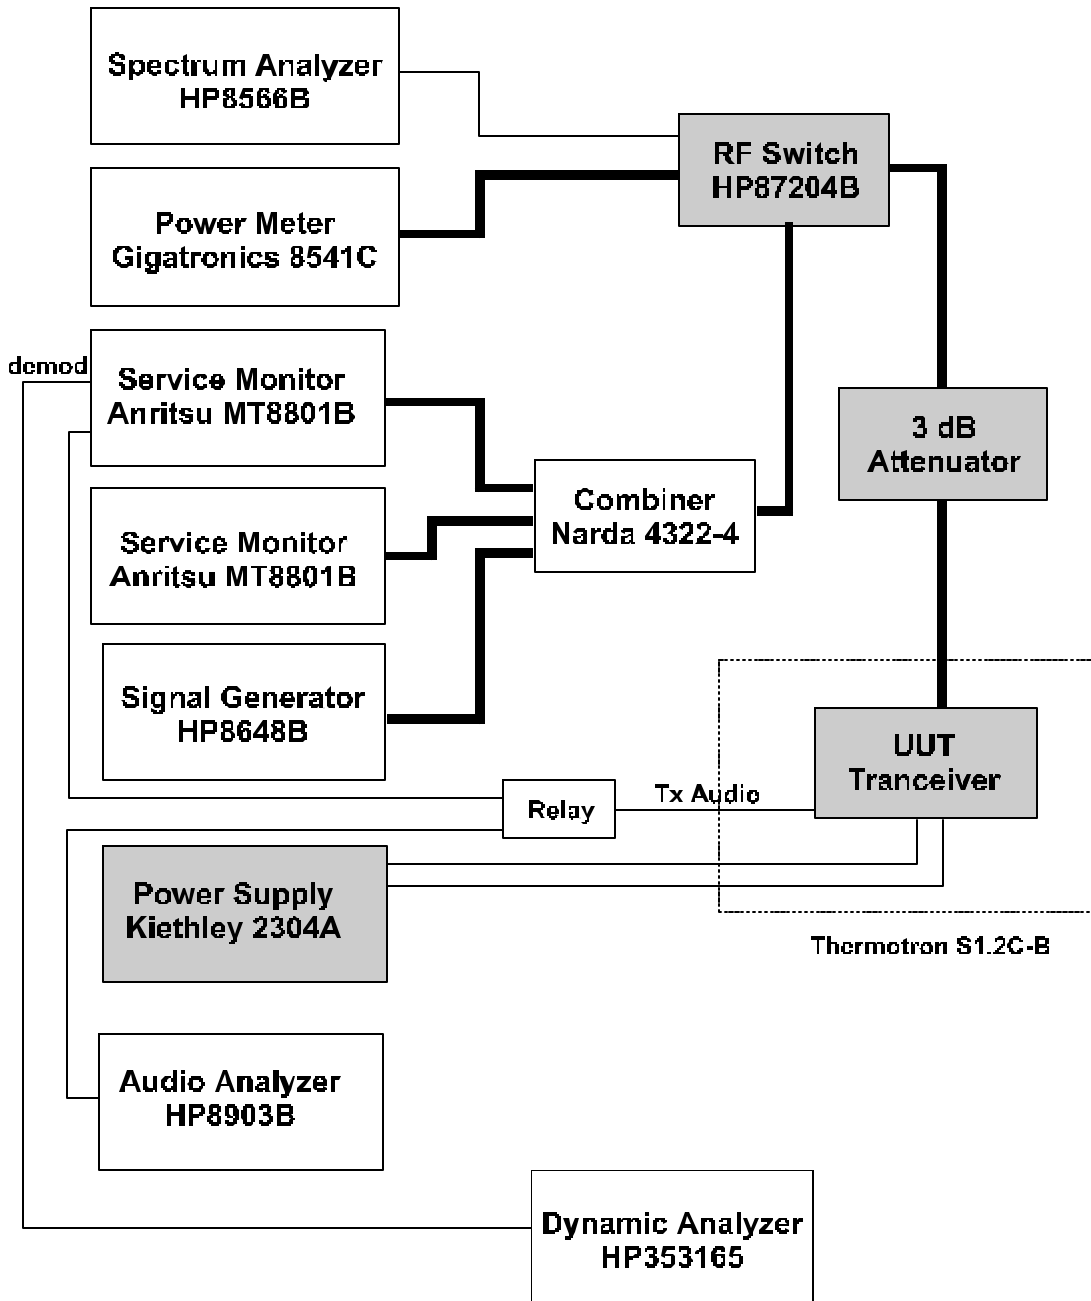 Spectrum Analyzer
HP8566B
RF Switch
HP87204B
Power Meter
Gigatronics 8541C
demod
Service Monitor
Anritsu MT8801B
3 dB
Attenuator
Combiner
Narda 4322-4
Service Monitor
Anritsu MT8801B
Signal Generator
HP8648B
UUT
Tranceiver
Relay
Tx Audio
Power Supply
Kiethley 2304A
Thermotron S1.2C-B
Audio Analyzer
HP8903B
Dynamic Analyzer
HP353165